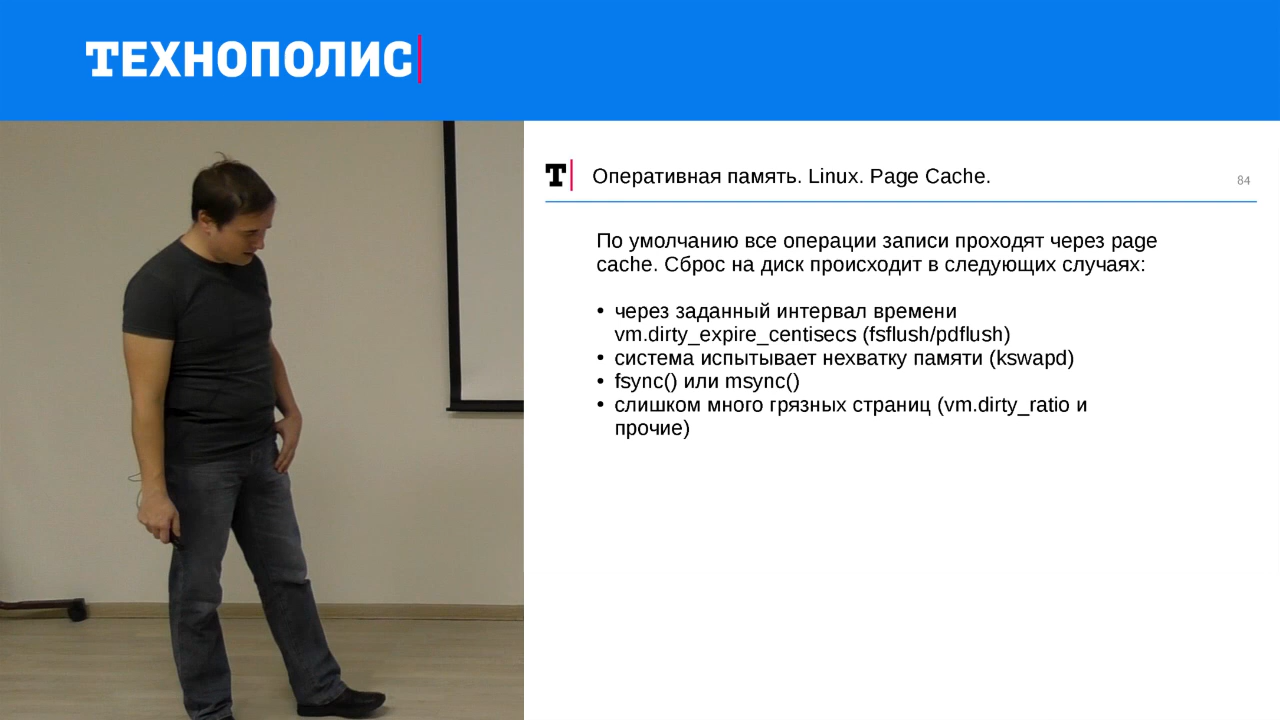 ТЕХНОПОЛИС
Т Оперативная память. Linux. Page Cache. 84
По умолчанию все операции записи проходят через page
cache. Сброс на диск происходит в следующих случаях:
• через заданный интервал времени
vm.dirty_expire_centisecs (fsflush/pdflush)
• система испытывает нехватку памяти (kswapd)
• fsync() или msync()
• слишком много грязных страниц (vm.dirty_ratio и
прочие)